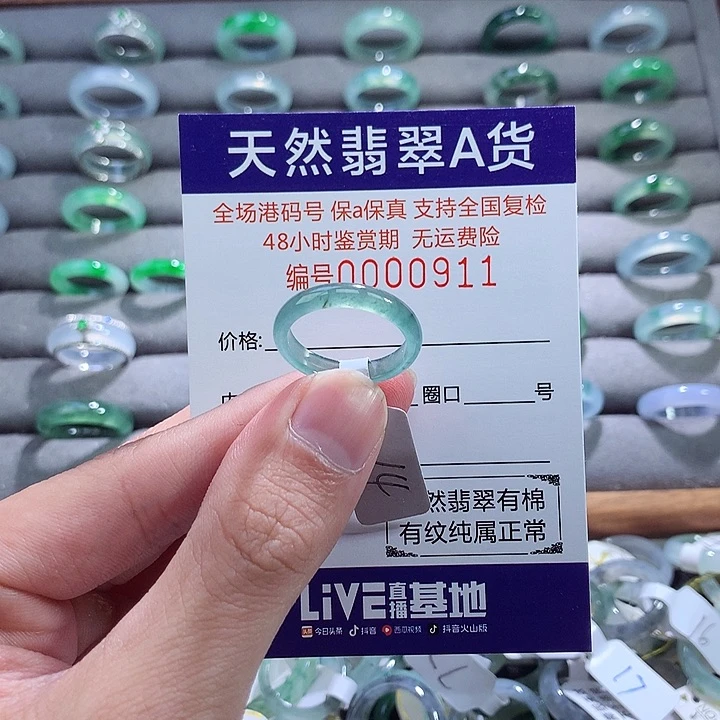 天然翡翠A货
全场港码号 保a保真 支持全国复检
48小时鉴赏期 无运费险
编号0000911
价格:
圈口 号
然翡翠有棉
有纹纯属正常
LiVE直播基地
今日头条 抖音 西瓜视频 抖音火山版
17
16